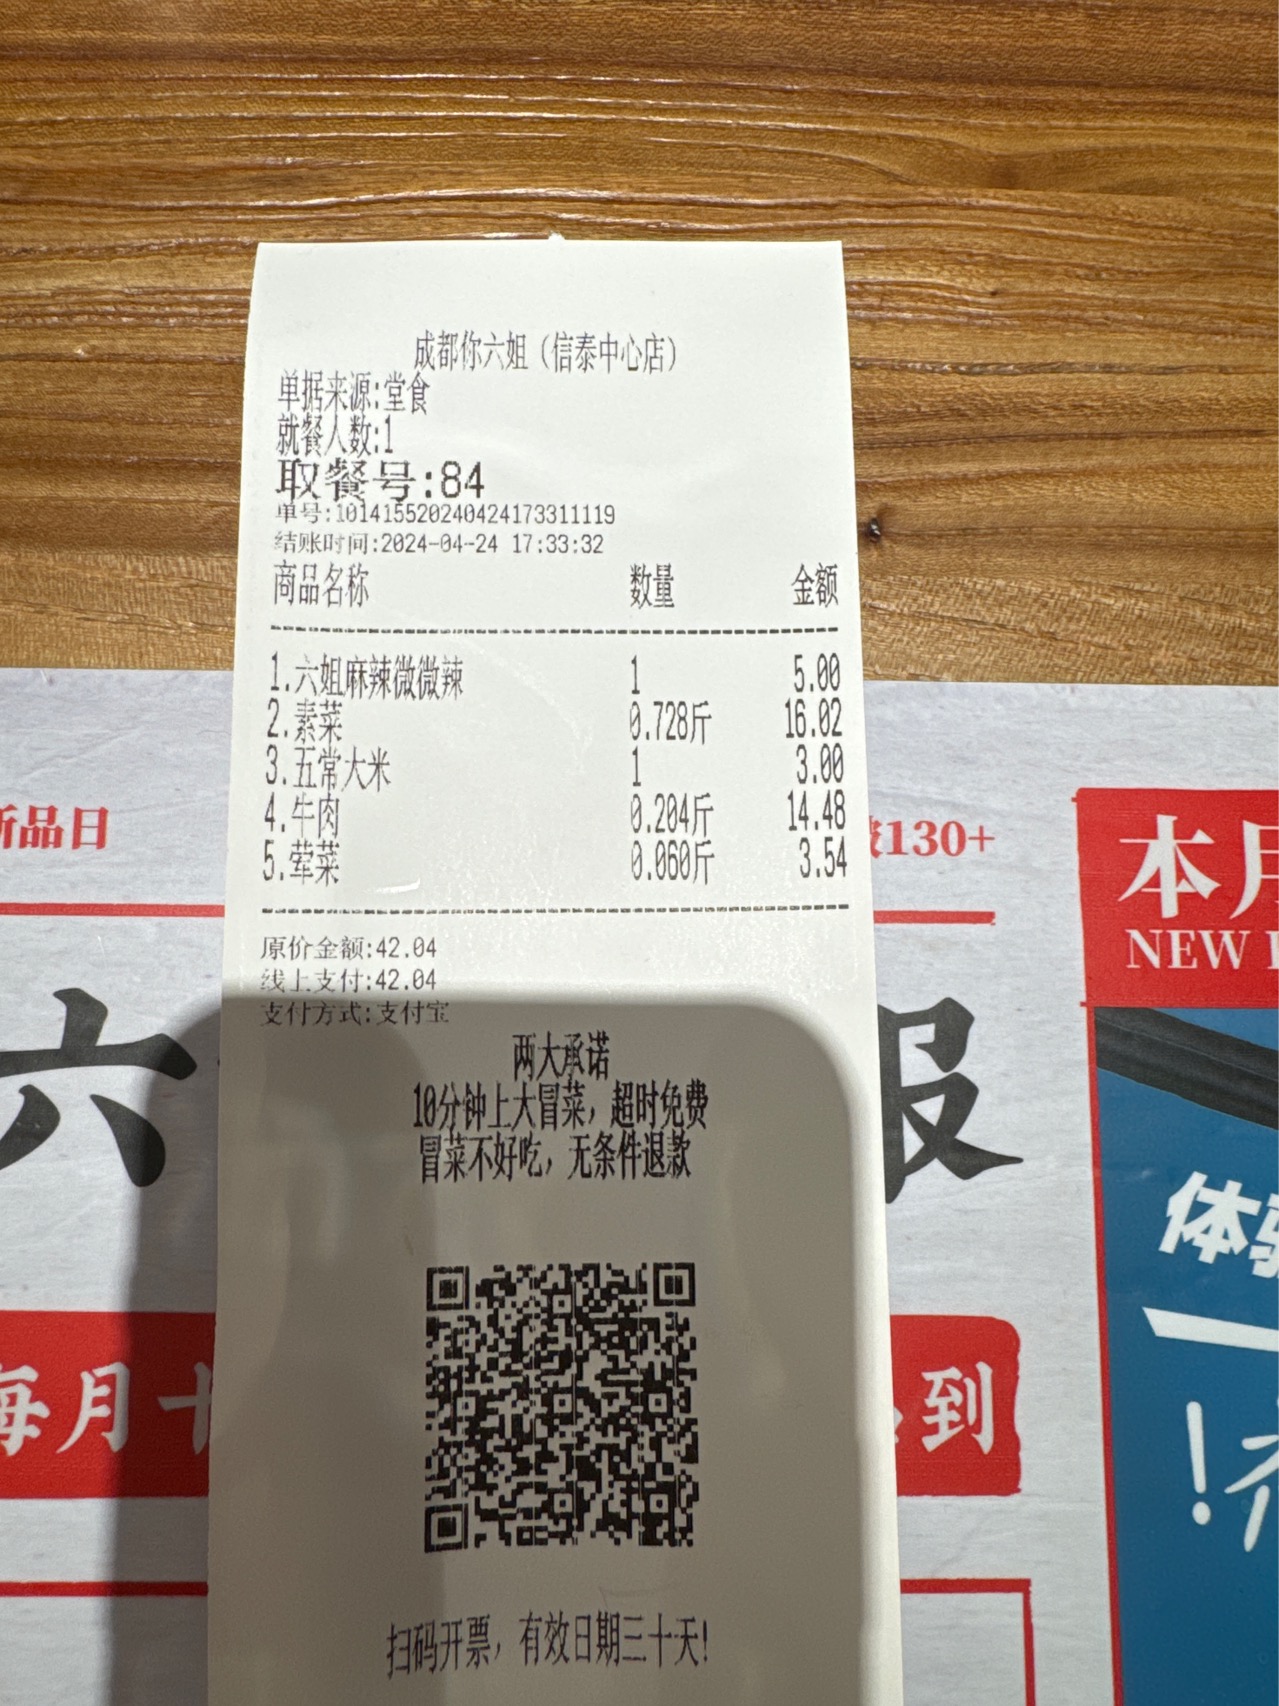 成都你六姐（信泰中心店）
单据来源:堂食
就餐人数:1
取餐号:84
单号:101415520240424173311119
结账时间:2024-04-24 17:33:32
商品名称 数量 金额
1.六姐麻辣微微辣 1 5.00
2.素菜 0.728斤 16.02
3.五常大米 1 3.00
4.牛肉 0.204斤 14.48
5.荤菜 0.060斤 3.54
原价金额:42.04
线上支付:42.04
支付方式:支付宝
两大承诺
10分钟上大冒菜，超时免费
冒菜不好吃，无条件退款
扫码开票，有效日期三十天!
新品日
130+
六
报
每月十
到
本月
NEW
体验
!